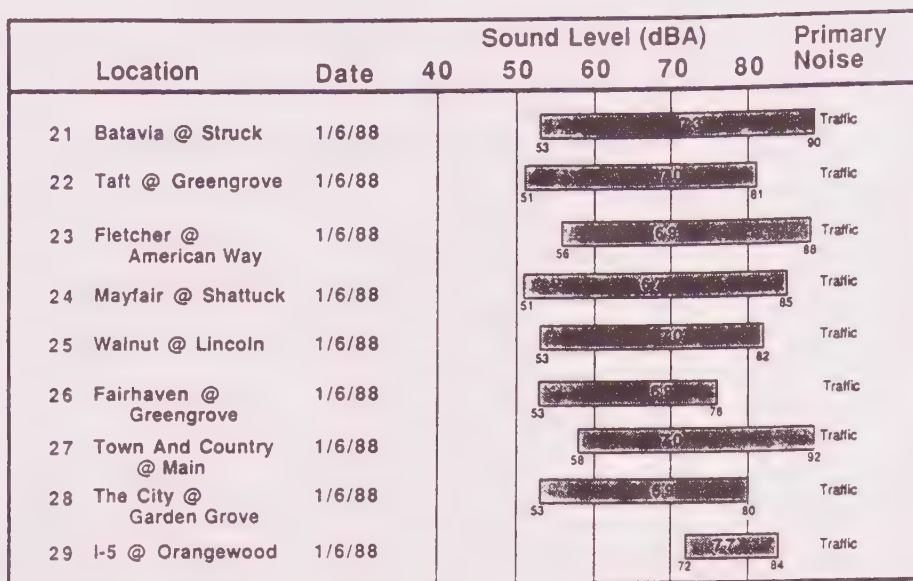 Sound Level (dBA) Primary
Location Date 40 50 60 70 80 Noise
21 Batavia @ Struck 1/6/88 53 73 90 Traffic
22 Taft @ Greengrove 1/6/88 51 70 81 Traffic
23 Fletcher @ 1/6/88 56 69 88 Traffic
American Way
24 Mayfair @ Shattuck 1/6/88 51 85 Traffic
25 Walnut @ Lincoln 1/6/88 53 70 82 Traffic
26 Fairhaven @ 1/6/88 53 76 Traffic
Greengrove
27 Town And Country 1/6/88 58 70 92 Traffic
@ Main
28 The City @ 1/6/88 53 69 80 Traffic
Garden Grove
29 I-5 @ Orangewood 1/6/88 72 77 84 Traffic